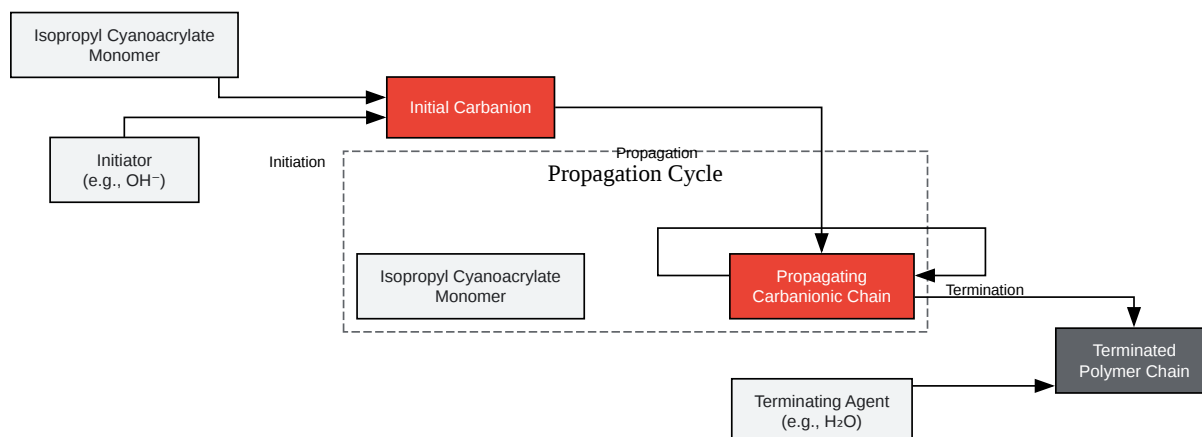 Isopropyl Cyanoacrylate
Monomer
Initial Carbanion
Initiator
(e.g., OH⁻)
Initiation
Propagation
Propagation Cycle
Isopropyl Cyanoacrylate
Monomer
Propagating
Carbanionic Chain
Termination
Terminated
Polymer Chain
Terminating Agent
(e.g., H₂O)